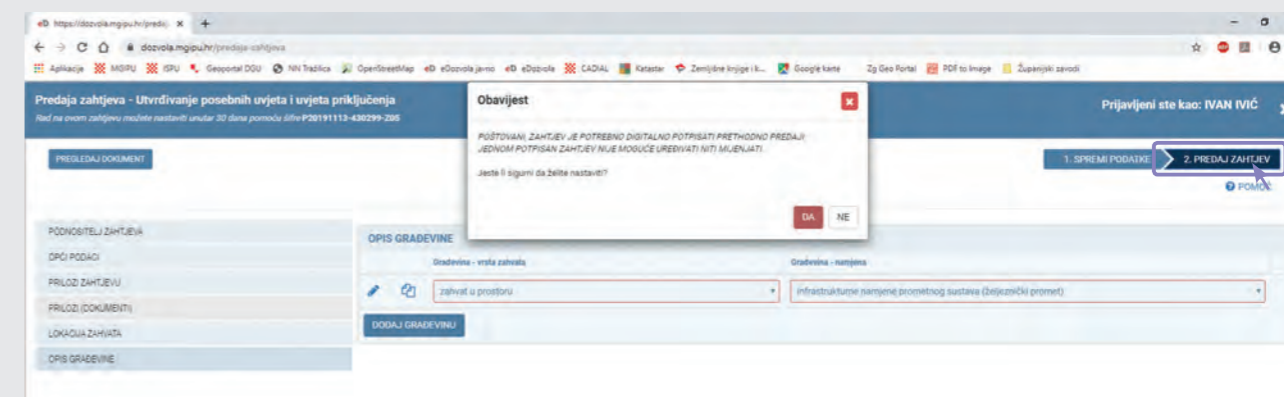 eD https://dozvola.mgipu.hr/predaj
dozvola.mgipu.hr/predaja-zahtjeva
Aplikacije MGIPU ISPU Geoportal DGU NN Tražilica OpenStreetMap eD eDozvola javno eD eDozvola CADIAL Katastar Zemljišne knjige i k... Google karte Zg Geo Portal PDF to Image Županijski zavodi
Predaja zahtjeva - Utvrđivanje posebnih uvjeta i uvjeta priključenja
Rad na ovom zahtjevu možete nastaviti unutar 30 dana pomoću šifre P20191113-430299-Z05
Prijavljeni ste kao: IVAN IVIĆ
Obavijest
POŠTOVANI, ZAHTJEV JE POTREBNO DIGITALNO POTPISATI PRETHODNO PREDAJI.
JEDNOM POTPISAN ZAHTJEV NIJE MOGUĆE UREĐIVATI NITI MIJENJATI.
Jeste li sigurni da želite nastaviti?
DA NE
PREGLEDAJ DOKUMENT
1. SPREMI PODATKE 2. PREDAJ ZAHTJEV
POMOĆ
PODNOSITELJ ZAHTJEVA
OPĆI PODACI
PRILOZI ZAHTJEVU
PRILOZI (DOKUMENTI)
LOKACIJA ZAHVATA
OPIS GRAĐEVINE
OPIS GRAĐEVINE
Građevina - vrsta zahvata Građevina - namjena
zahvat u prostoru infrastrukturne namjene prometnog sustava (željeznički promet)
DODAJ GRAĐEVINU